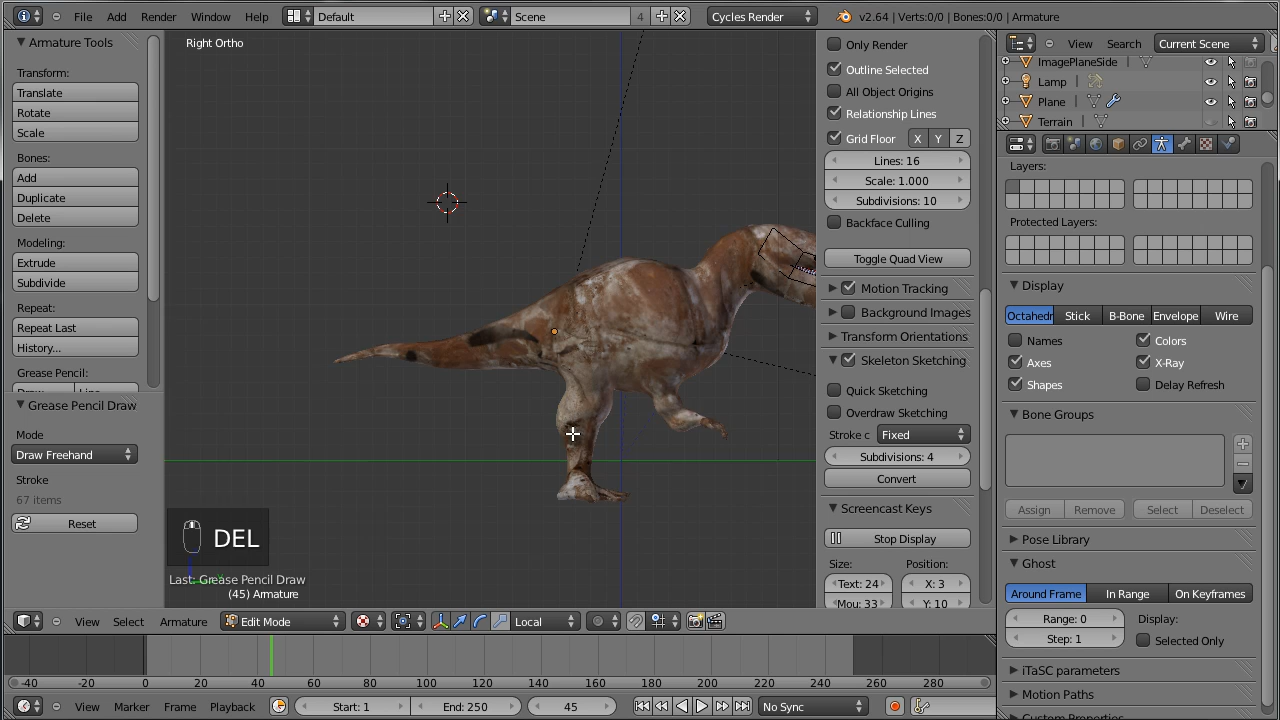 File Add Render Window Help Default Scene 4 Cycles Render v2.64 | Verts:0/0 | Bones:0/0 | Armature
Armature Tools
Transform:
Translate
Rotate
Scale
Bones:
Add
Duplicate
Delete
Modeling:
Extrude
Subdivide
Repeat:
Repeat Last
History...
Grease Pencil:
Grease Pencil Draw
Mode
Draw Freehand
Stroke
67 items
Reset
Right Ortho
DEL
Last: Grease Pencil Draw
(45) Armature
Only Render
Outline Selected
All Object Origins
Relationship Lines
Grid Floor X Y Z
Lines: 16
Scale: 1.000
Subdivisions: 10
Backface Culling
Toggle Quad View
Motion Tracking
Background Images
Transform Orientations
Skeleton Sketching
Quick Sketching
Overdraw Sketching
Stroke c Fixed
Subdivisions: 4
Convert
Screencast Keys
Stop Display
Size: Position:
Text: 24 X: 3
Mou: 33 Y: 10
View Search Current Scene
ImagePlaneSide
Lamp
Plane
Terrain
Layers:
Protected Layers:
Display
Octahedr Stick B-Bone Envelope Wire
Names Colors
Axes X-Ray
Shapes Delay Refresh
Bone Groups
Assign Remove Select Deselect
Pose Library
Ghost
Around Frame In Range On Keyframes
Range: 0 Display:
Step: 1 Selected Only
iTaSC parameters
Motion Paths
Custom Properties
View Select Armature Edit Mode Local
-40 -20 0 20 40 60 80 100 120 140 160 180 200 220 240 260 280
View Marker Frame Playback Start: 1 End: 250 45 No Sync